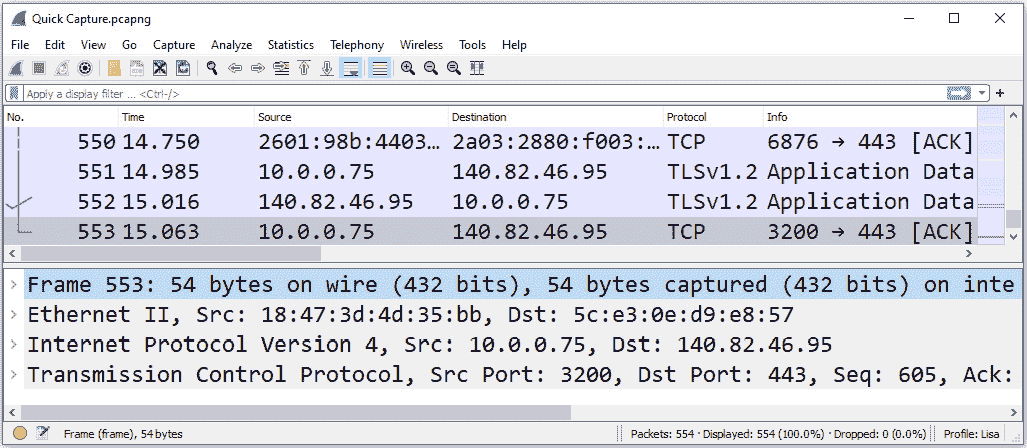 Quick Capture.pcapng
File Edit View Go Capture Analyze Statistics Telephony Wireless Tools Help
Apply a display filter ... <Ctrl-/>
No. Time Source Destination Protocol Info
550 14.750 2601:98b:4403… 2a03:2880:f003:… TCP 6876 → 443 [ACK]
551 14.985 10.0.0.75 140.82.46.95 TLSv1.2 Application Data
552 15.016 140.82.46.95 10.0.0.75 TLSv1.2 Application Data
553 15.063 10.0.0.75 140.82.46.95 TCP 3200 → 443 [ACK]
Frame 553: 54 bytes on wire (432 bits), 54 bytes captured (432 bits) on inte
Ethernet II, Src: 18:47:3d:4d:35:bb, Dst: 5c:e3:0e:d9:e8:57
Internet Protocol Version 4, Src: 10.0.0.75, Dst: 140.82.46.95
Transmission Control Protocol, Src Port: 3200, Dst Port: 443, Seq: 605, Ack:
Frame (frame), 54 bytes Packets: 554 · Displayed: 554 (100.0%) · Dropped: 0 (0.0%) Profile: Lisa